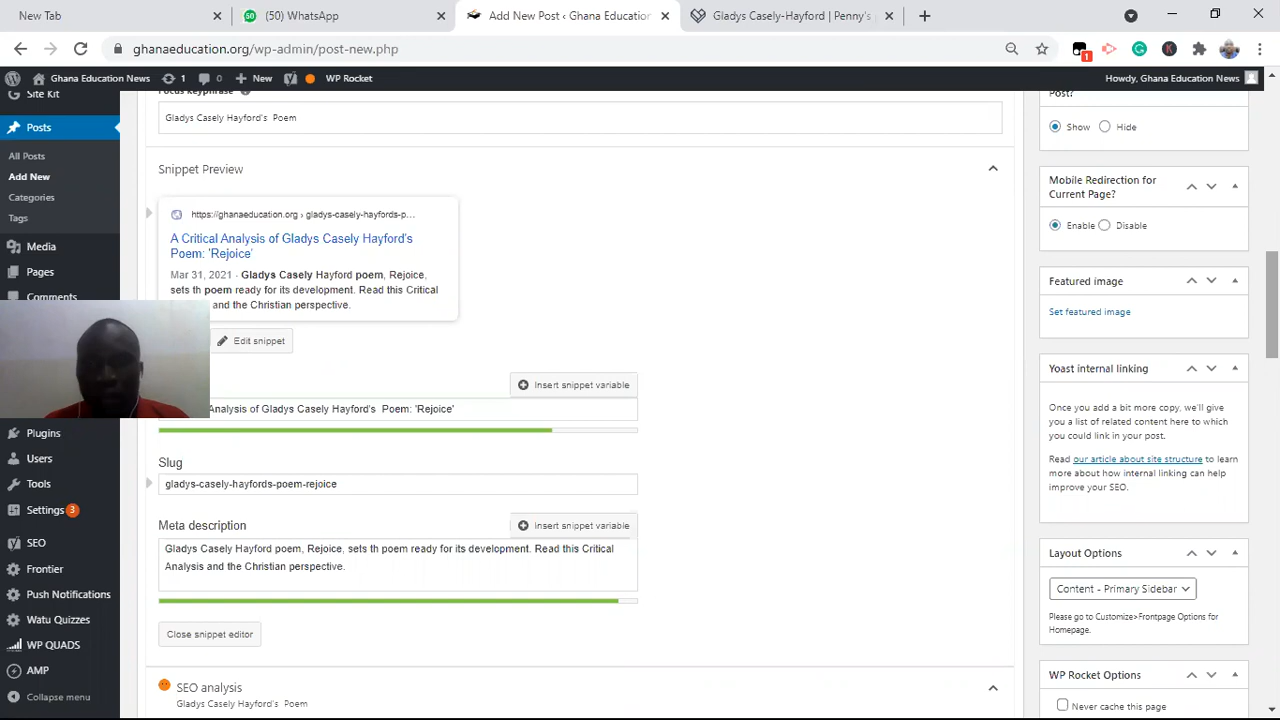 New Tab
(50) WhatsApp
Add New Post ‹ Ghana Education
Gladys Casely-Hayford | Penny's
ghanaeducation.org/wp-admin/post-new.php
1
Ghana Education News 1 0 New WP Rocket
Howdy, Ghana Education News
Site Kit
Posts
All Posts
Add New
Categories
Tags
Media
Pages
Comments
Plugins
Users
Tools
Settings 3
SEO
Frontier
Push Notifications
Watu Quizzes
WP QUADS
AMP
Collapse menu
Focus keyphrase
Gladys Casely Hayford's Poem
Snippet Preview
https://ghanaeducation.org › gladys-casely-hayfords-p...
A Critical Analysis of Gladys Casely Hayford's
Poem: 'Rejoice'
Mar 31, 2021 · Gladys Casely Hayford poem, Rejoice,
sets th poem ready for its development. Read this Critical
and the Christian perspective.
Edit snippet
Insert snippet variable
Analysis of Gladys Casely Hayford's Poem: 'Rejoice'
Slug
gladys-casely-hayfords-poem-rejoice
Meta description
Insert snippet variable
Gladys Casely Hayford poem, Rejoice, sets th poem ready for its development. Read this Critical
Analysis and the Christian perspective.
Close snippet editor
SEO analysis
Gladys Casely Hayford's Poem
Post?
Show Hide
Mobile Redirection for
Current Page?
Enable Disable
Featured image
Set featured image
Yoast internal linking
Once you add a bit more copy, we'll give
you a list of related content here to which
you could link in your post.
Read our article about site structure to learn
more about how internal linking can help
improve your SEO.
Layout Options
Content - Primary Sidebar
Please go to Customize>Frontpage Options for
Homepage.
WP Rocket Options
Never cache this page